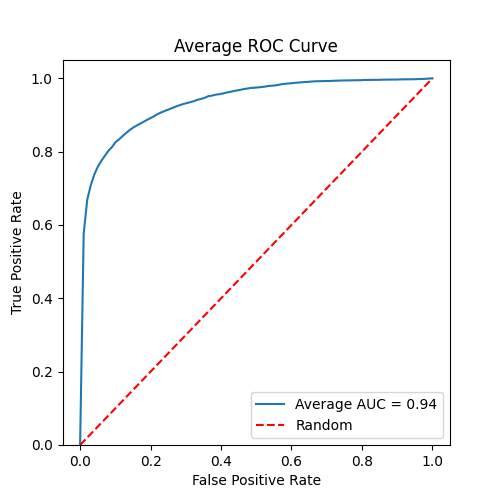 Average ROC Curve
True Positive Rate
1.0
0.8
0.6
0.4
0.2
0.0
Average AUC = 0.94
Random
0.0 0.2 0.4 0.6 0.8 1.0
False Positive Rate